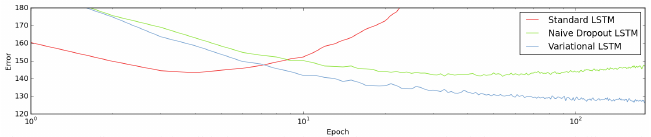 180
170
160
150
140
130
120
Error
10^0
10^1
10^2
Epoch
Standard LSTM
Naive Dropout LSTM
Variational LSTM